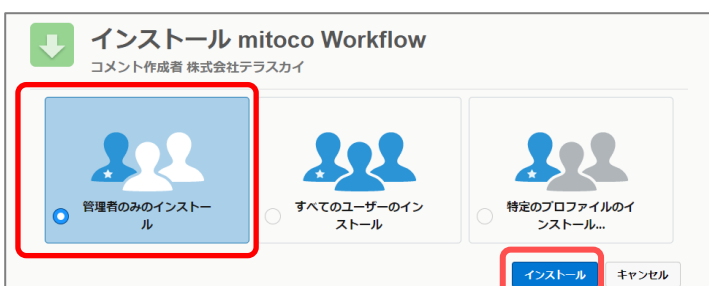 インストール mitoco Workflow
コメント作成者 株式会社テラスカイ
管理者のみのインストー
ル
すべてのユーザーのイン
ストール
特定のプロファイルのイ
ンストール...
インストール
キャンセル